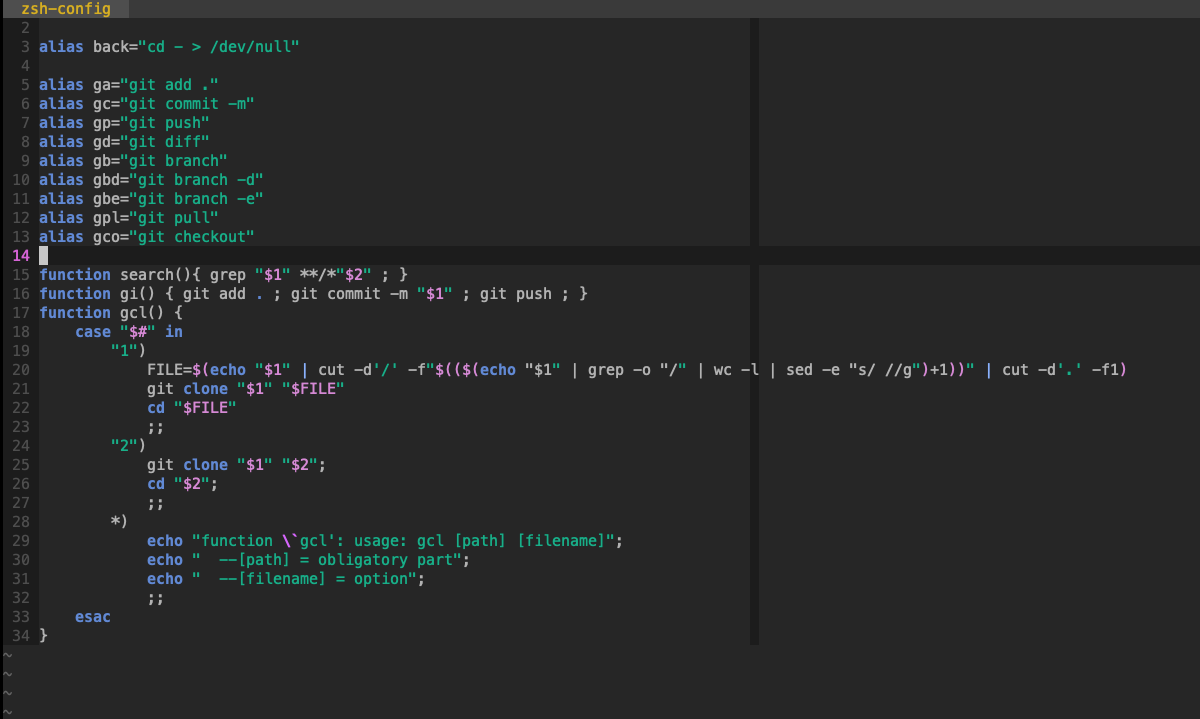 zsh-config
2
3 alias back="cd - > /dev/null"
4
5 alias ga="git add ."
6 alias gc="git commit -m"
7 alias gp="git push"
8 alias gd="git diff"
9 alias gb="git branch"
10 alias gbd="git branch -d"
11 alias gbe="git branch -e"
12 alias gpl="git pull"
13 alias gco="git checkout"
14
15 function search(){ grep "$1" **/*"$2" ; }
16 function gi() { git add . ; git commit -m "$1" ; git push ; }
17 function gcl() {
18     case "$#" in
19         "1")
20             FILE=$(echo "$1" | cut -d'/' -f"$(($(echo "$1" | grep -o "/" | wc -l | sed -e "s/ //g")+1))" | cut -d'.' -f1)
21             git clone "$1" "$FILE"
22             cd "$FILE"
23             ;;
24         "2")
25             git clone "$1" "$2";
26             cd "$2";
27             ;;
28         *)
29             echo "function \`gcl': usage: gcl [path] [filename]";
30             echo "  --[path] = obligatory part";
31             echo "  --[filename] = option";
32             ;;
33     esac
34 }
~
~
~
~